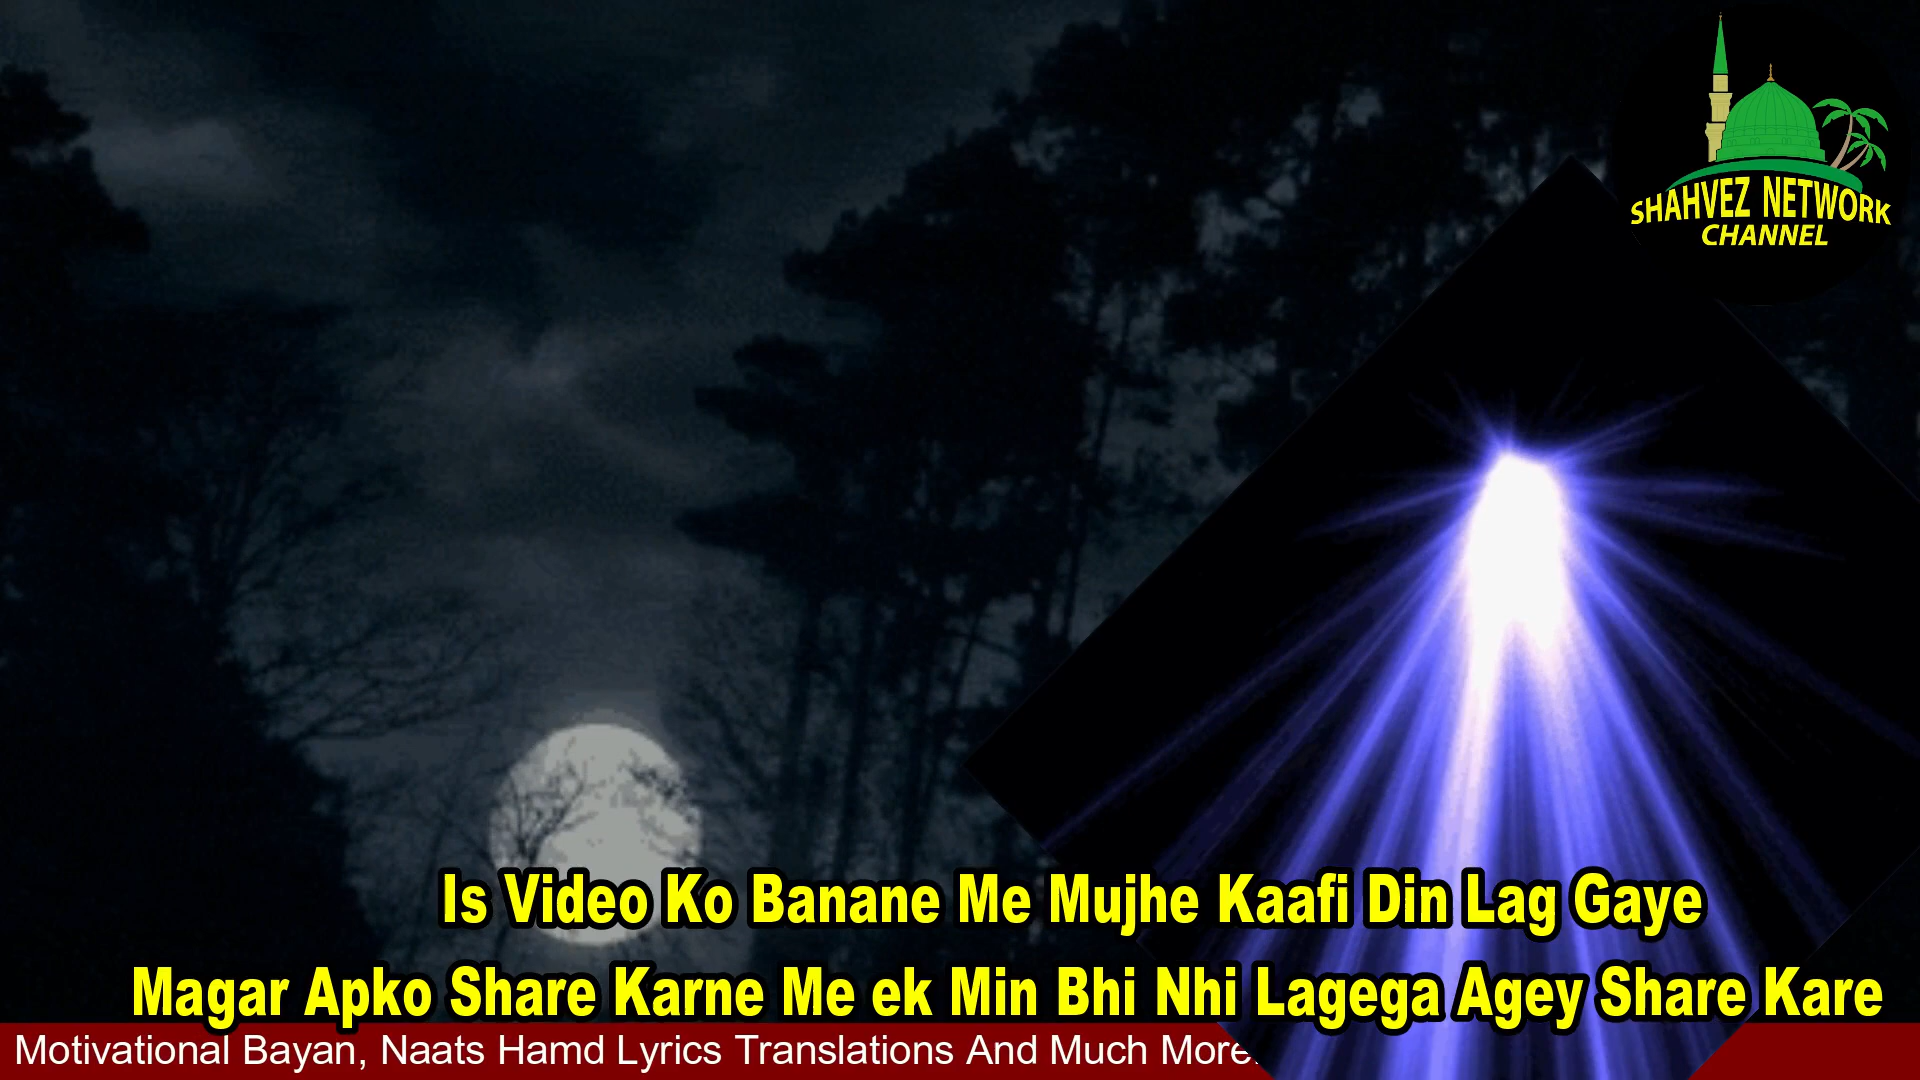 SHAHVEZ NETWORK
CHANNEL
Is Video Ko Banane Me Mujhe Kaafi Din Lag Gaye
Magar Apko Share Karne Me ek Min Bhi Nhi Lagega Agey Share Kare
Motivational Bayan, Naats Hamd Lyrics Translations And Much More.